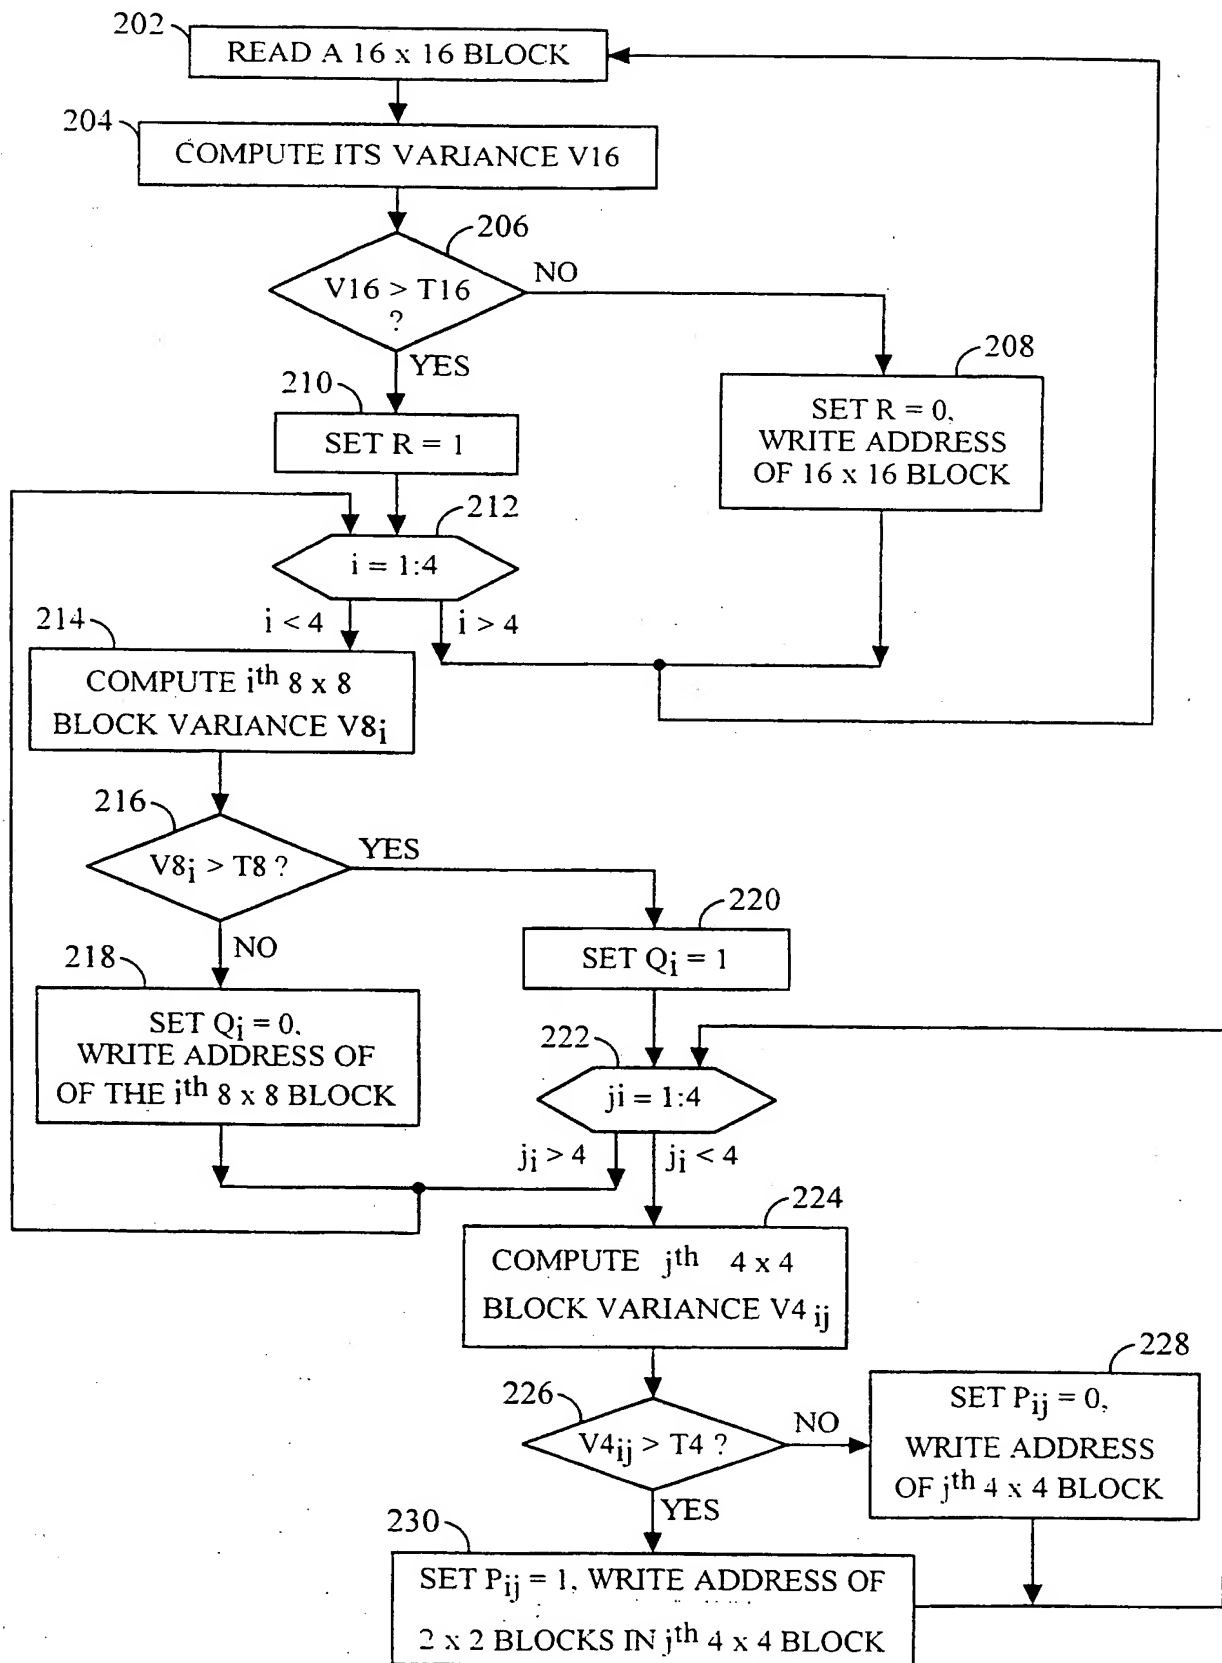 202
READ A 16 x 16 BLOCK
204
COMPUTE ITS VARIANCE V16
206
V16 > T16
?
NO
YES
208
SET R = 0,
WRITE ADDRESS
OF 16 x 16 BLOCK
210
SET R = 1
212
i = 1:4
i < 4
i > 4
214
COMPUTE ith 8 x 8
BLOCK VARIANCE V8i
216
V8i > T8 ?
YES
NO
218
SET Qi = 0,
WRITE ADDRESS OF
OF THE ith 8 x 8 BLOCK
220
SET Qi = 1
222
ji = 1:4
ji > 4
ji < 4
224
COMPUTE jth 4 x 4
BLOCK VARIANCE V4 ij
226
V4ij > T4 ?
NO
YES
228
SET Pij = 0,
WRITE ADDRESS
OF jth 4 x 4 BLOCK
230
SET Pij = 1, WRITE ADDRESS OF
2 x 2 BLOCKS IN jth 4 x 4 BLOCK